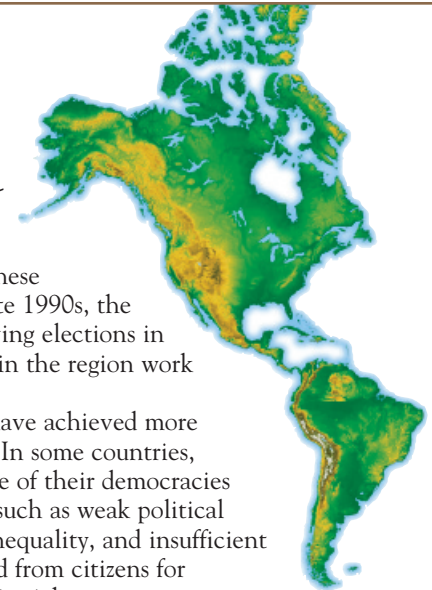 hese
te 1990s, the
ing elections in
in the region work
ave achieved more
In some countries,
e of their democracies
such as weak political
nequality, and insufficient
d from citizens for